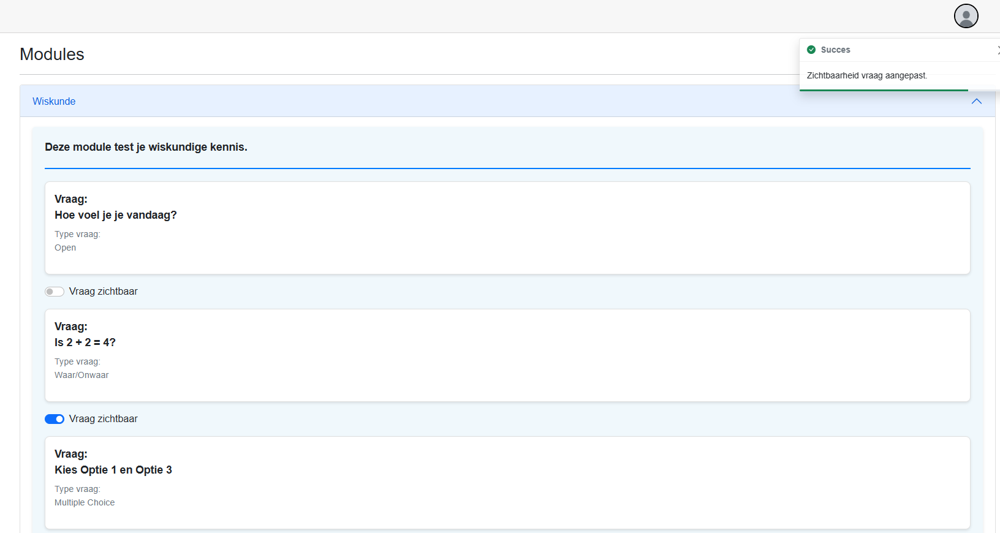 Modules
Succes
Zichtbaarheid vraag aangepast.
Wiskunde
Deze module test je wiskundige kennis.
Vraag:
Hoe voel je je vandaag?
Type vraag:
Open
Vraag zichtbaar
Vraag:
Is 2 + 2 = 4?
Type vraag:
Waar/Onwaar
Vraag zichtbaar
Vraag:
Kies Optie 1 en Optie 3
Type vraag:
Multiple Choice